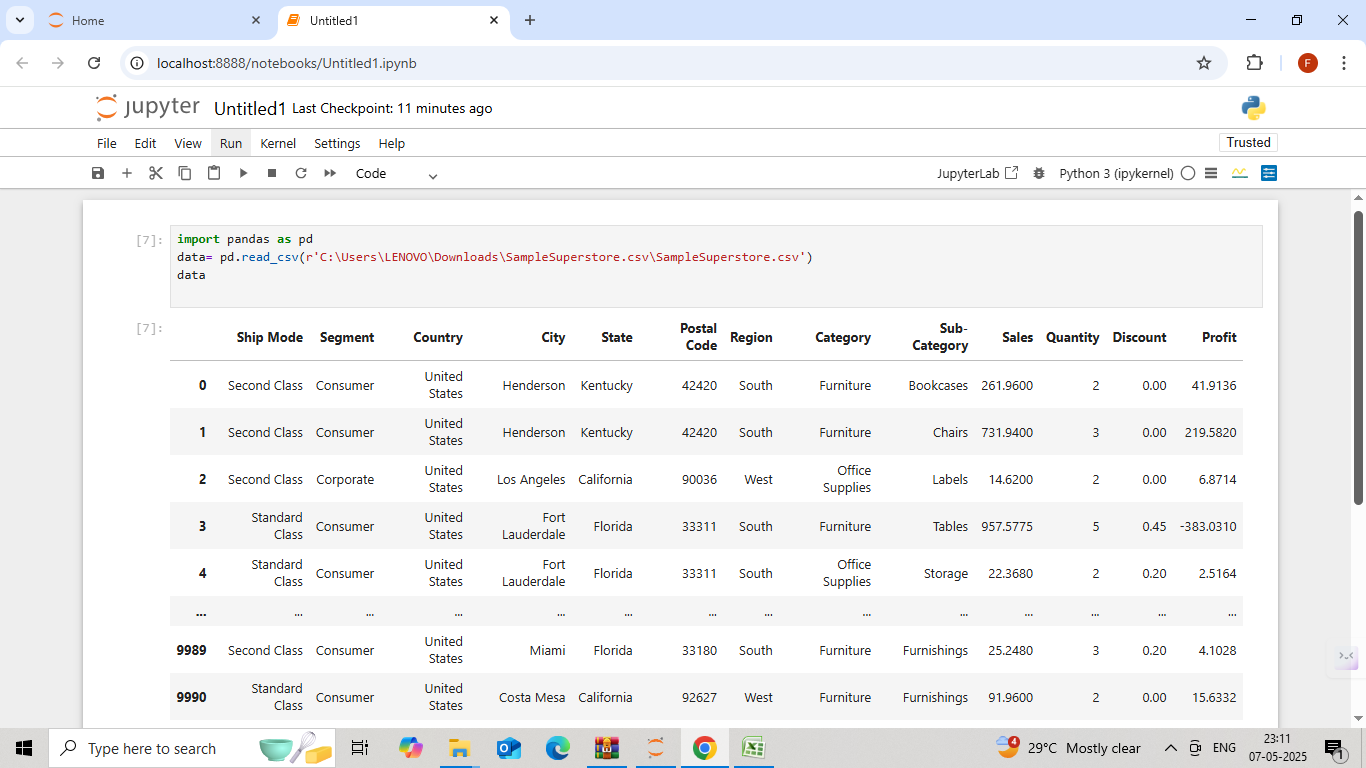 Home
Untitled1
localhost:8888/notebooks/Untitled1.ipynb
F
jupyter Untitled1 Last Checkpoint: 11 minutes ago
File Edit View Run Kernel Settings Help
Trusted
Code
JupyterLab
Python 3 (ipykernel)
[7]: import pandas as pd
data= pd.read_csv(r'C:\Users\LENOVO\Downloads\SampleSuperstore.csv\SampleSuperstore.csv')
data
[7]:
Ship Mode Segment Country City State Postal Code Region Category Sub-Category Sales Quantity Discount Profit
0 Second Class Consumer United States Henderson Kentucky 42420 South Furniture Bookcases 261.9600 2 0.00 41.9136
1 Second Class Consumer United States Henderson Kentucky 42420 South Furniture Chairs 731.9400 3 0.00 219.5820
2 Second Class Corporate United States Los Angeles California 90036 West Office Supplies Labels 14.6200 2 0.00 6.8714
3 Standard Class Consumer United States Fort Lauderdale Florida 33311 South Furniture Tables 957.5775 5 0.45 -383.0310
4 Standard Class Consumer United States Fort Lauderdale Florida 33311 South Office Supplies Storage 22.3680 2 0.20 2.5164
... ... ... ... ... ... ... ... ... ... ... ... ... ...
9989 Second Class Consumer United States Miami Florida 33180 South Furniture Furnishings 25.2480 3 0.20 4.1028
9990 Standard Class Consumer United States Costa Mesa California 92627 West Furniture Furnishings 91.9600 2 0.00 15.6332
Type here to search
4
29°C Mostly clear
ENG
23:11
07-05-2025
1